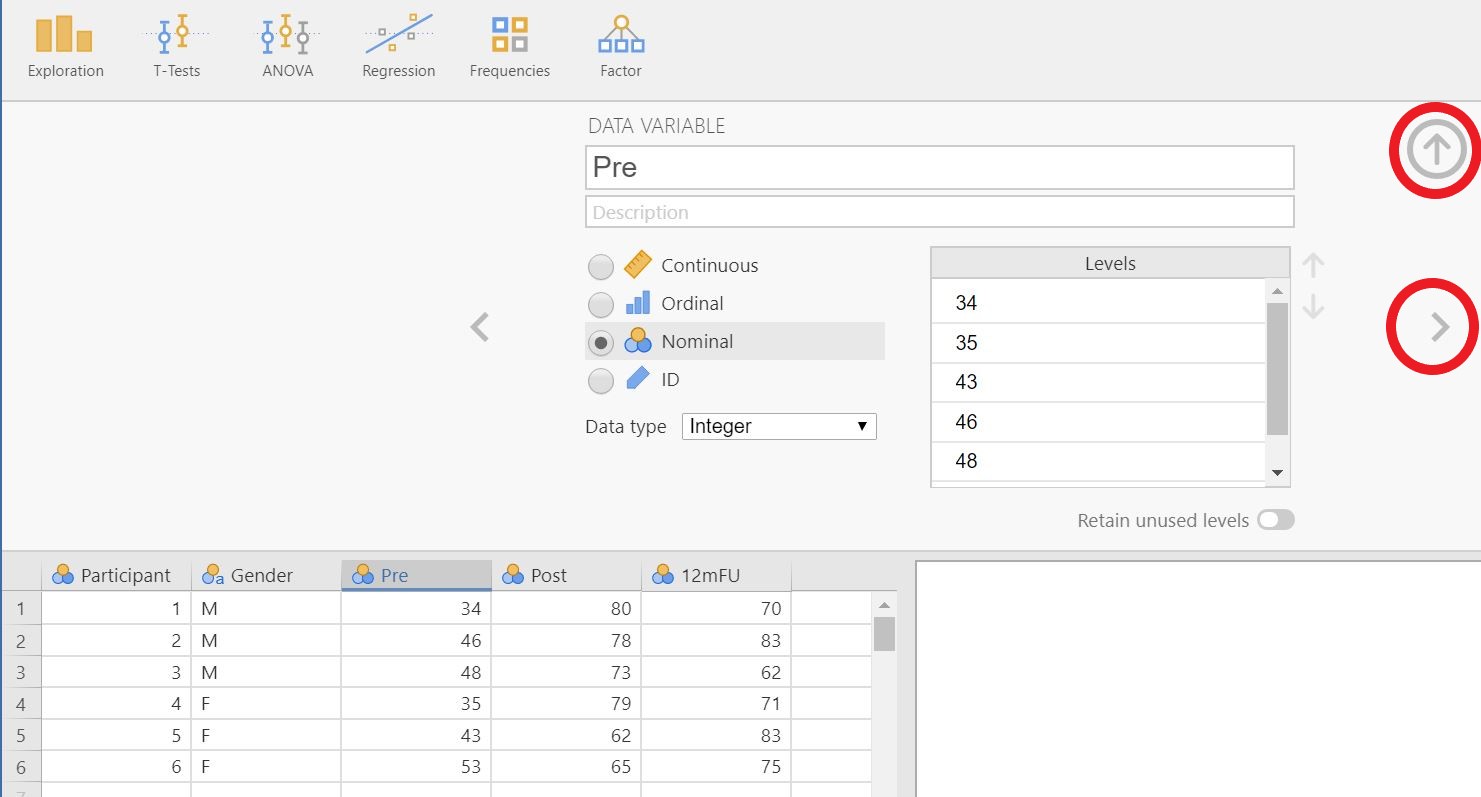 Exploration T-Tests ANOVA Regression Frequencies Factor
DATA VARIABLE
Pre
Description
Continuous
Ordinal
Nominal
ID
Data type Integer
Levels
34
35
43
46
48
Retain unused levels
Participant a Gender Pre Post 12mFU
1 1 M 34 80 70
2 2 M 46 78 83
3 3 M 48 73 62
4 4 F 35 79 71
5 5 F 43 62 83
6 6 F 53 65 75
7